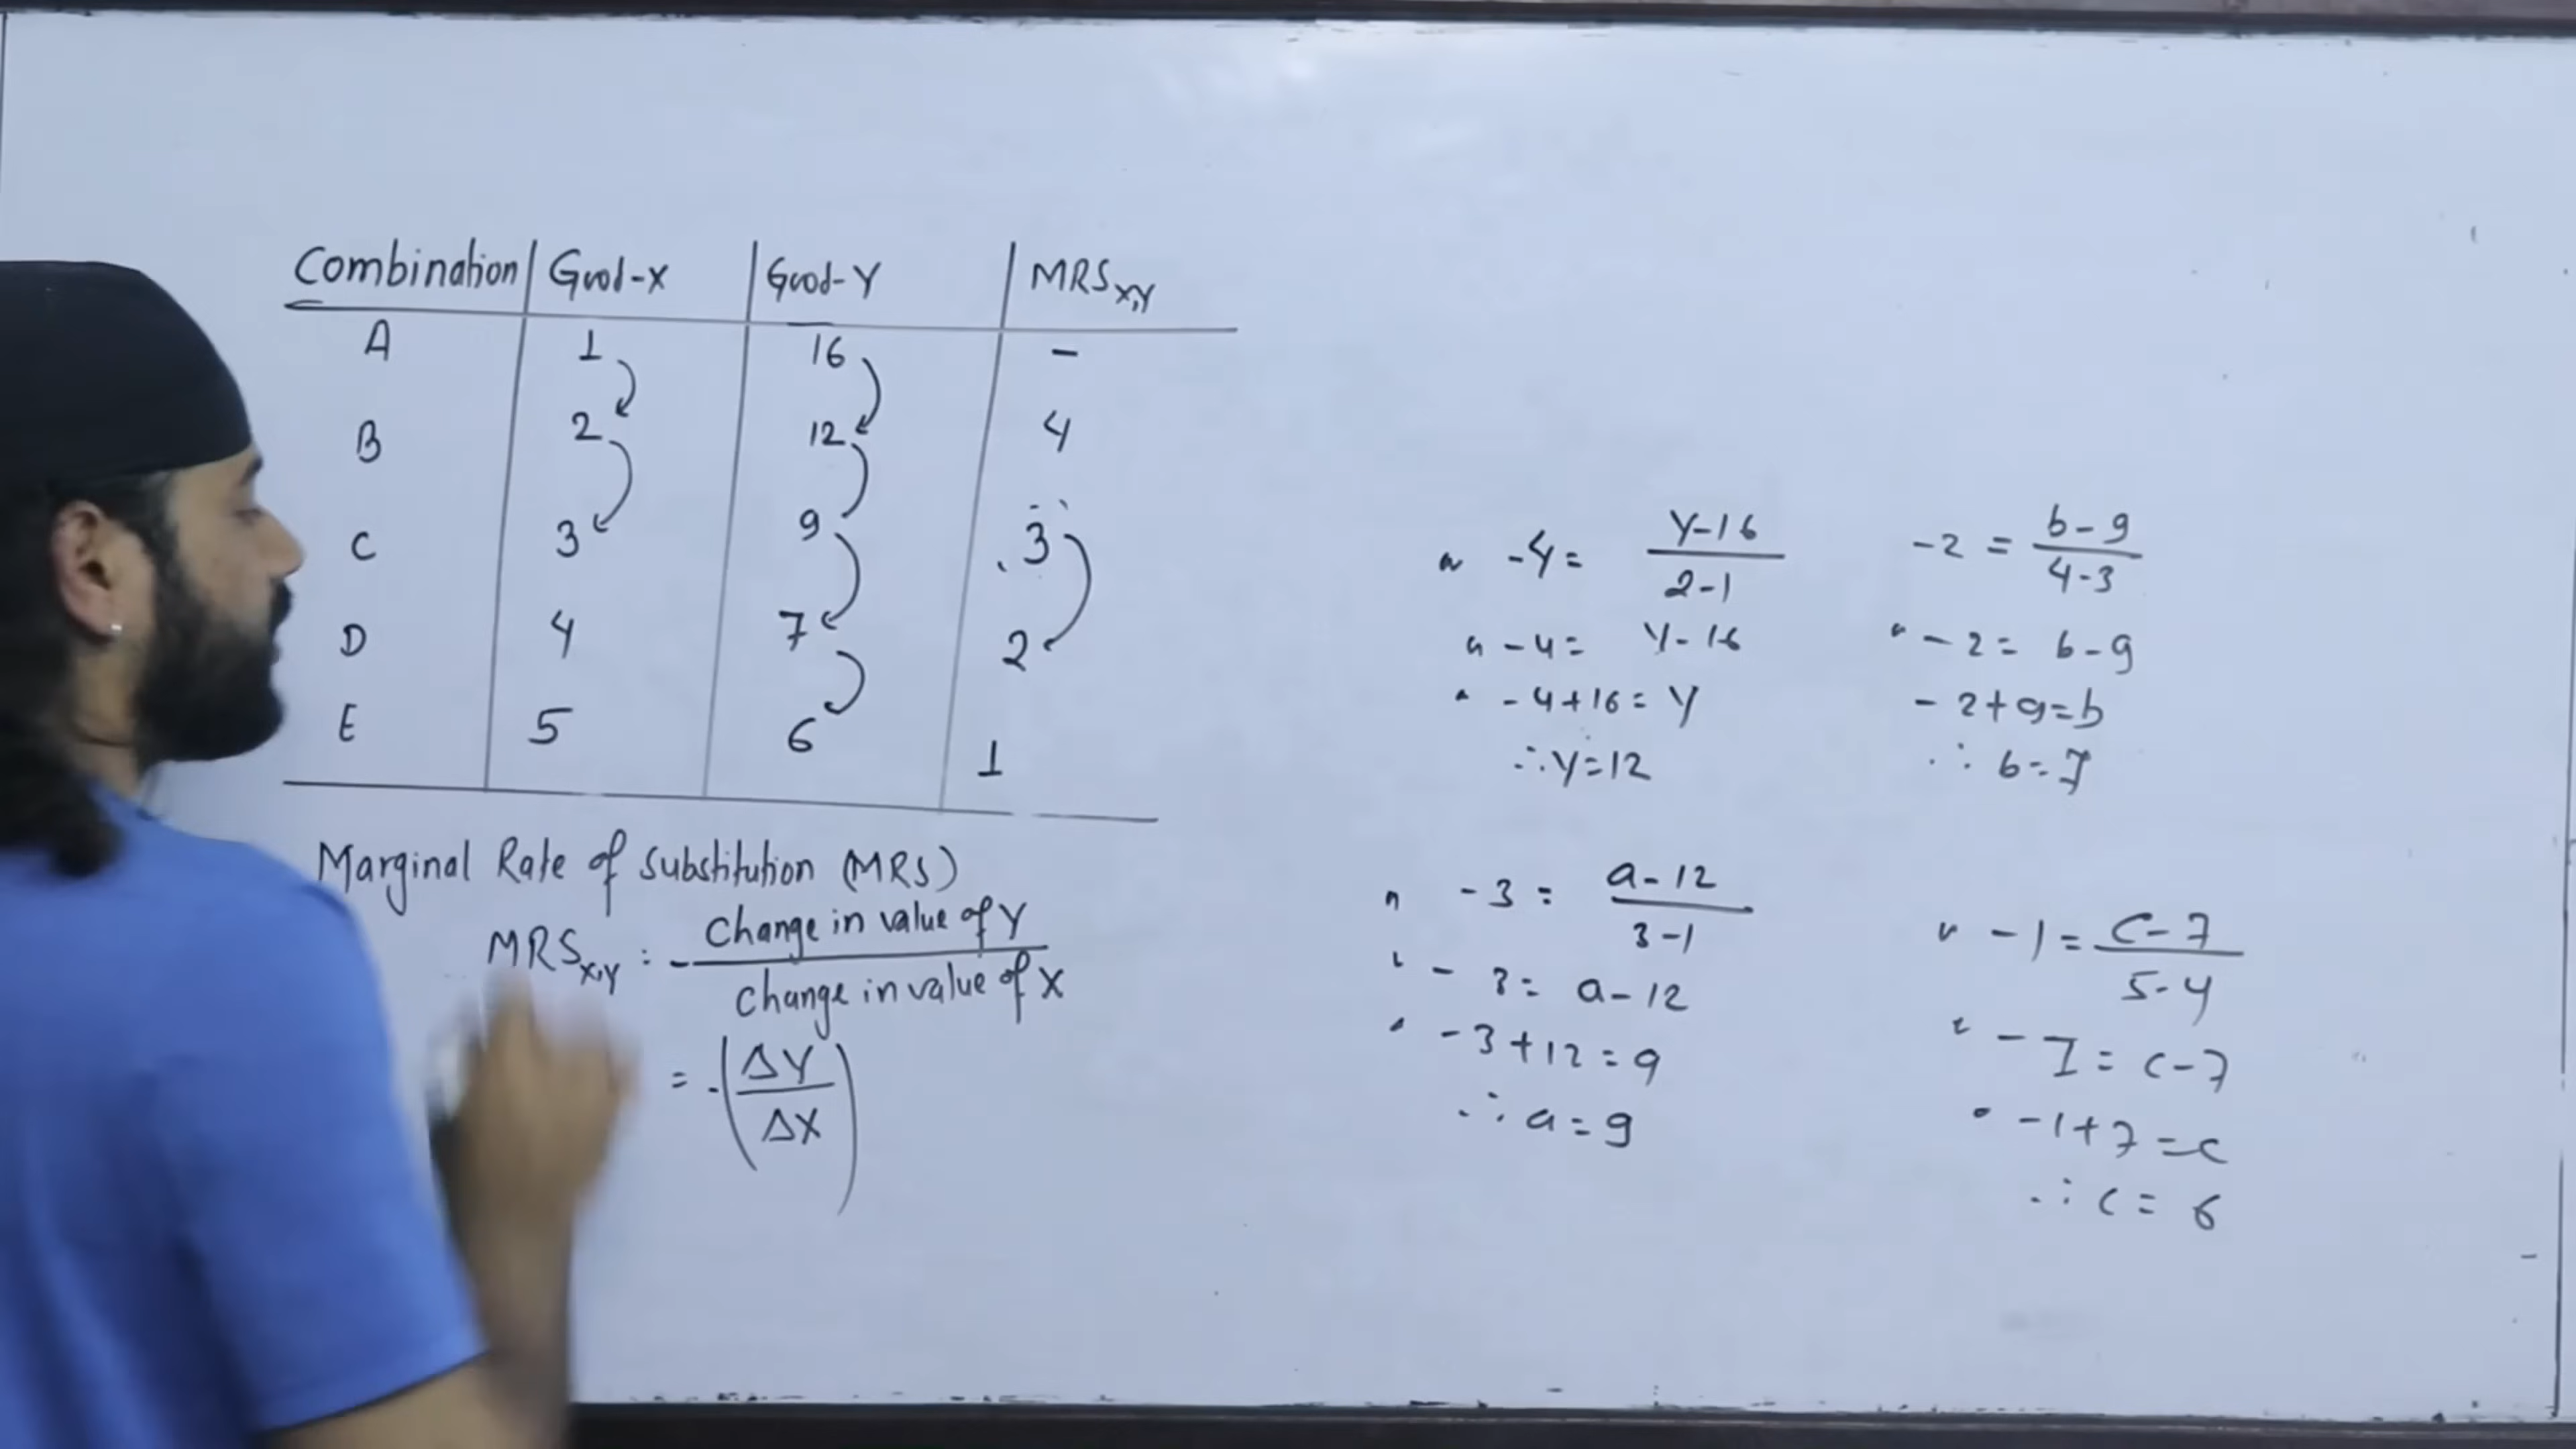 Combination Good-X Good-Y MRS X,Y
A 1 16 -
B 2 12 4
C 3 9 3
D 4 7 2
E 5 6 1
Marginal Rate of Substitution (MRS)
MRS X,Y = - Change in value of Y
Change in value of X
= -(ΔY
ΔX)
-4 = Y-16
2-1
-4 = Y-16
-4+16 = Y
∴ Y=12
-3 = a-12
3-1
-3 = a-12
-3+12 = 9
∴ a = 9
-2 = b-9
4-3
-2 = b-9
-2+9=b
∴ b=7
-1 = C-7
5-4
-1 = C-7
-1+7 = C
∴ C = 6